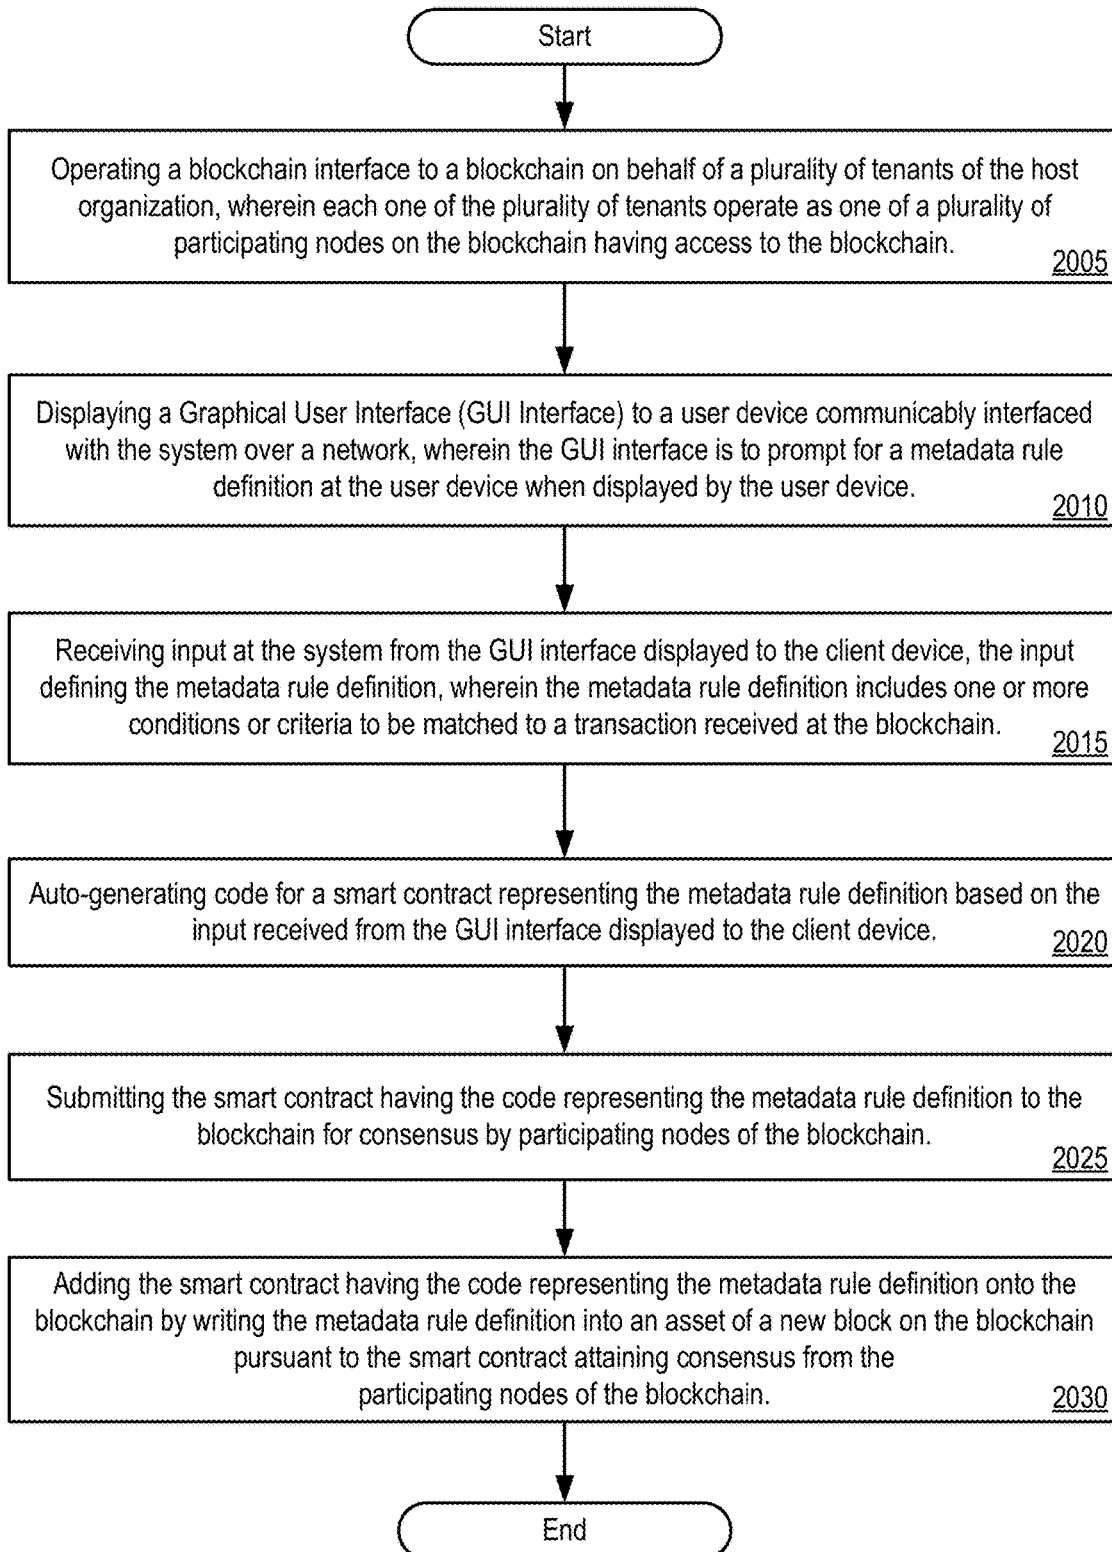 Start
Operating a blockchain interface to a blockchain on behalf of a plurality of tenants of the host
organization, wherein each one of the plurality of tenants operate as one of a plurality of
participating nodes on the blockchain having access to the blockchain.
2005
Displaying a Graphical User Interface (GUI Interface) to a user device communicably interfaced
with the system over a network, wherein the GUI interface is to prompt for a metadata rule
definition at the user device when displayed by the user device.
2010
Receiving input at the system from the GUI interface displayed to the client device, the input
defining the metadata rule definition, wherein the metadata rule definition includes one or more
conditions or criteria to be matched to a transaction received at the blockchain.
2015
Auto-generating code for a smart contract representing the metadata rule definition based on the
input received from the GUI interface displayed to the client device.
2020
Submitting the smart contract having the code representing the metadata rule definition to the
blockchain for consensus by participating nodes of the blockchain.
2025
Adding the smart contract having the code representing the metadata rule definition onto the
blockchain by writing the metadata rule definition into an asset of a new block on the blockchain
pursuant to the smart contract attaining consensus from the
participating nodes of the blockchain.
2030
End